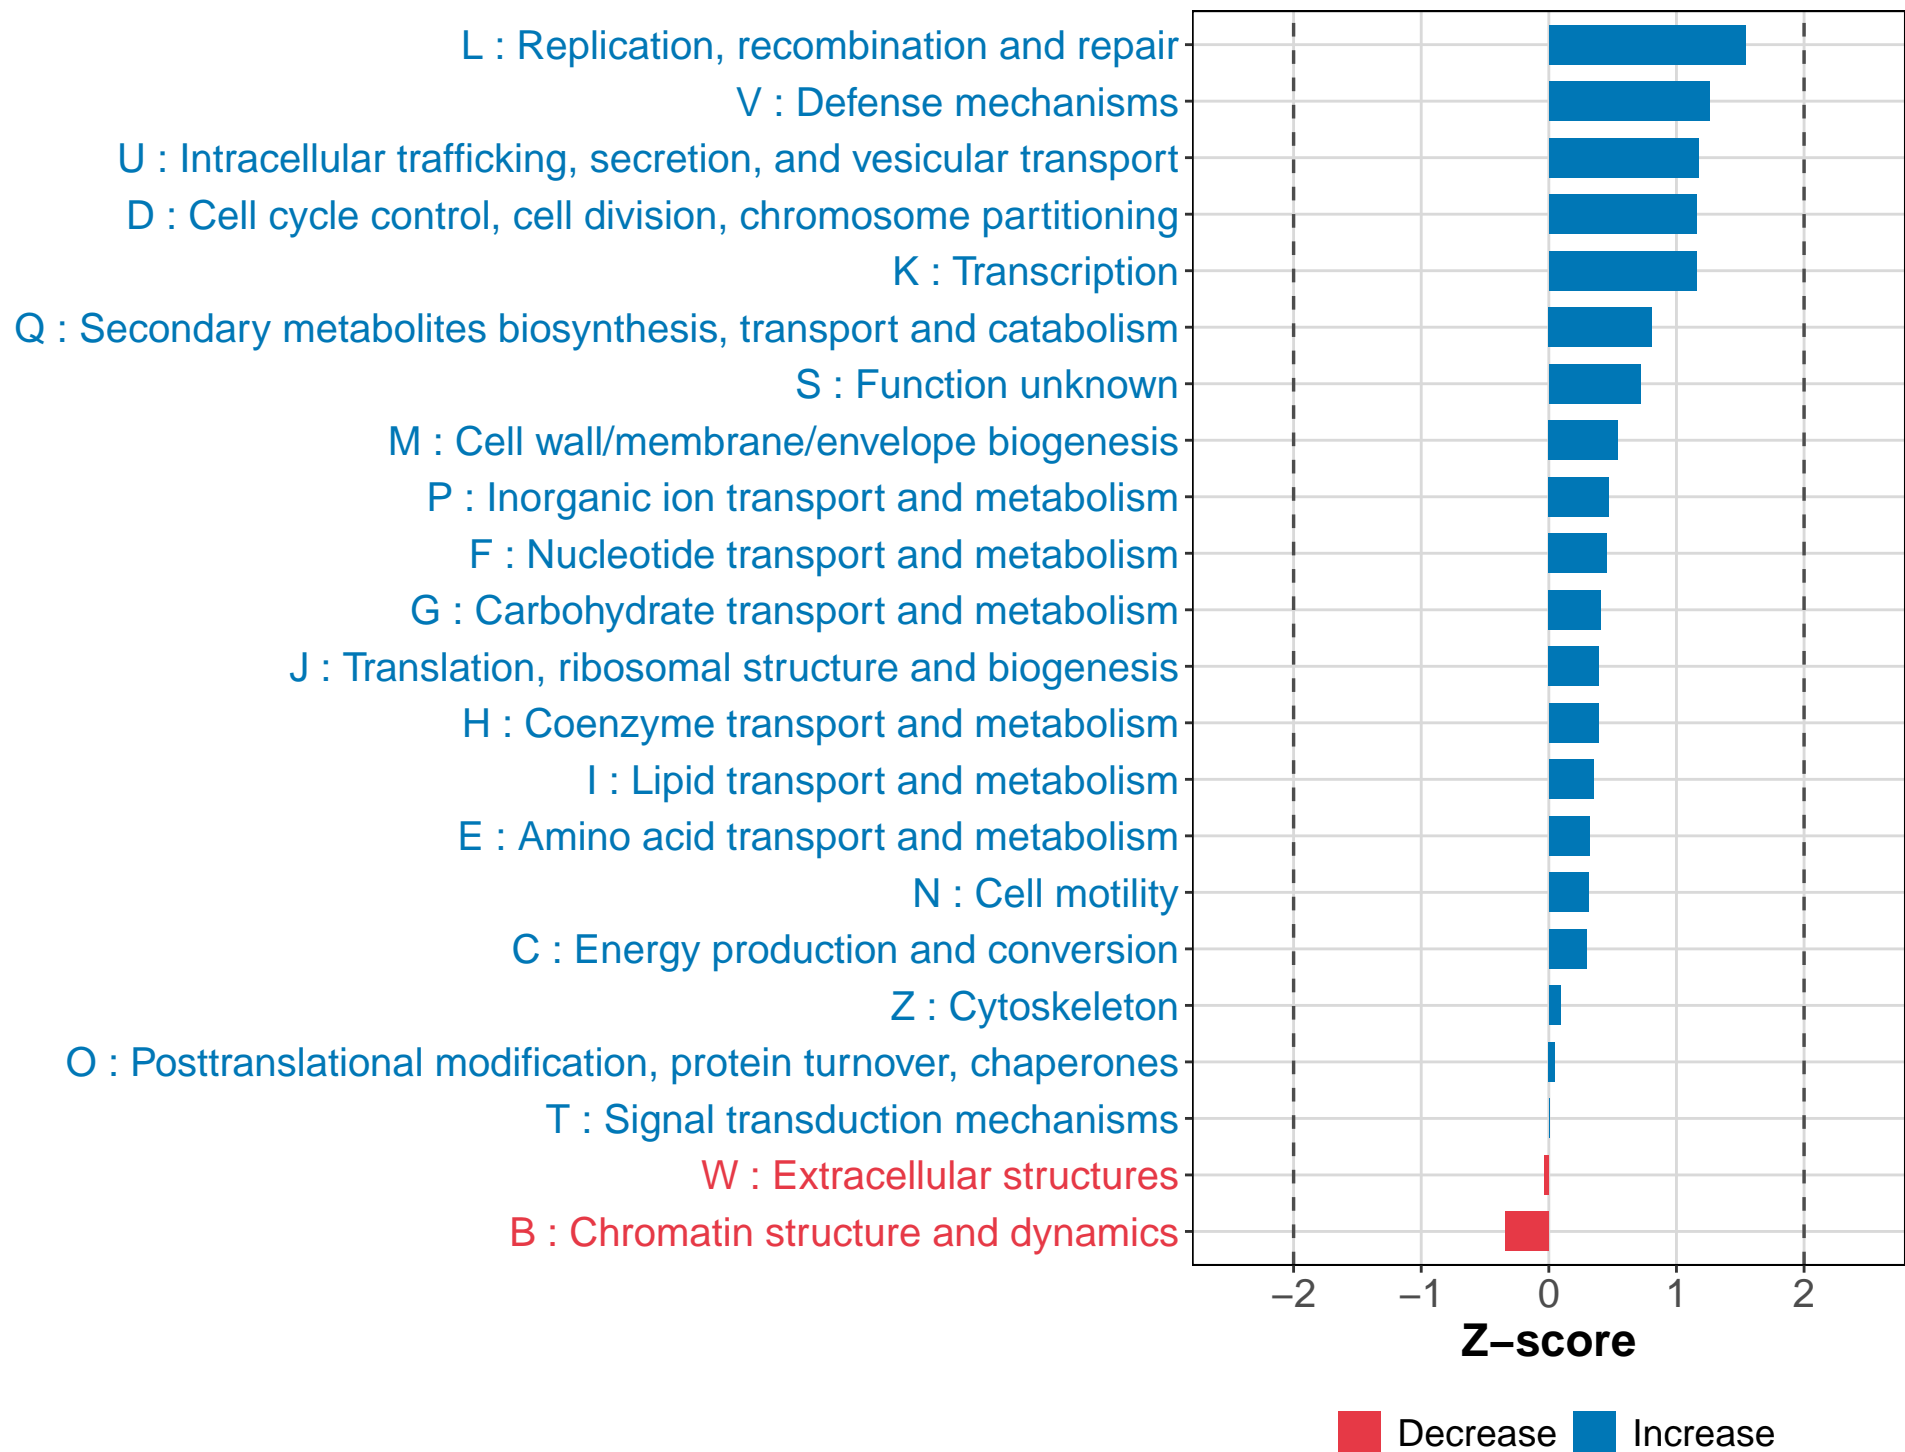 L : Replication, recombination and repair
V : Defense mechanisms
U : Intracellular trafficking, secretion, and vesicular transport
D : Cell cycle control, cell division, chromosome partitioning
K : Transcription
Q : Secondary metabolites biosynthesis, transport and catabolism
S : Function unknown
M : Cell wall/membrane/envelope biogenesis
P : Inorganic ion transport and metabolism
F : Nucleotide transport and metabolism
G : Carbohydrate transport and metabolism
J : Translation, ribosomal structure and biogenesis
H : Coenzyme transport and metabolism
I : Lipid transport and metabolism
E : Amino acid transport and metabolism
N : Cell motility
C : Energy production and conversion
Z : Cytoskeleton
O : Posttranslational modification, protein turnover, chaperones
T : Signal transduction mechanisms
W : Extracellular structures
B : Chromatin structure and dynamics
−2 −1 0 1 2
Z−score
Decrease Increase